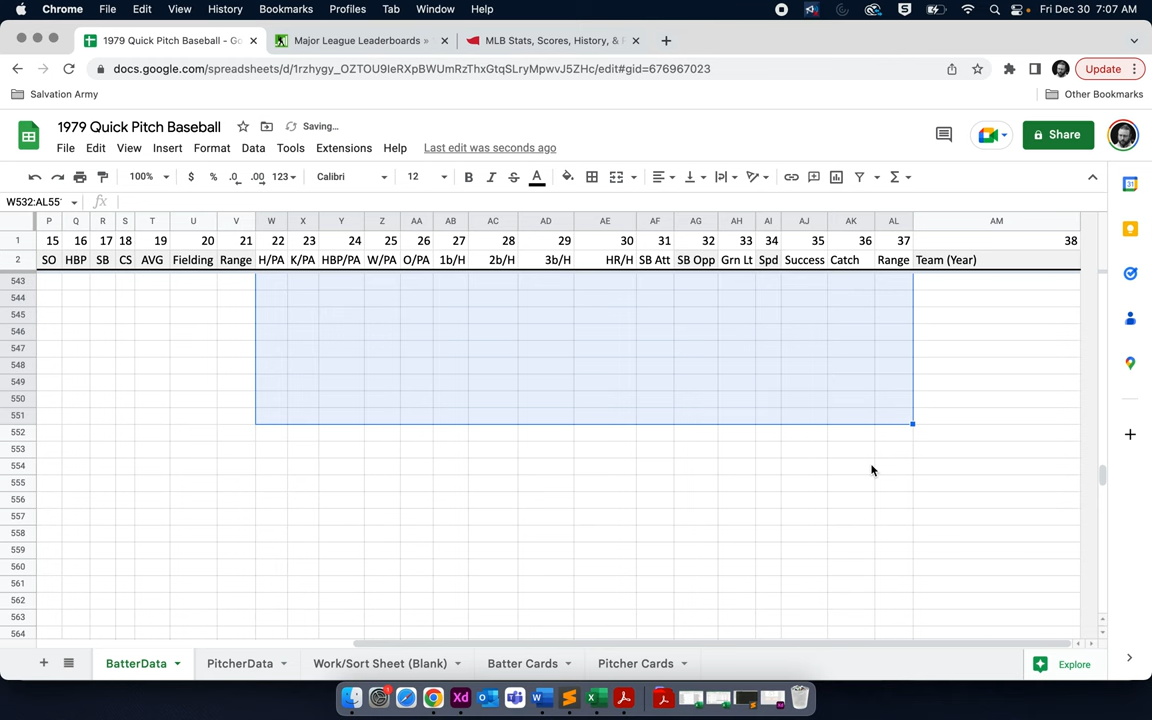 Chrome File Edit View History Bookmarks Profiles Tab Window Help Fri Dec 30 7:07 AM
1979 Quick Pitch Baseball - Go Major League Leaderboards » MLB Stats, Scores, History, & F
docs.google.com/spreadsheets/d/1rzhygy_OZTOU9IeRXpBWUmRzThxGtqSLryMpwvJ5ZHc/edit#gid=676967023 Update
Salvation Army Other Bookmarks
1979 Quick Pitch Baseball Saving...
File Edit View Insert Format Data Tools Extensions Help Last edit was seconds ago Share
100% $ % .0 .00 123 Calibri 12 B I S A
W532:AL55 fx
P Q R S T U V W X Y Z AA AB AC AD AE AF AG AH AI AJ AK AL AM
1 15 16 17 18 19 20 21 22 23 24 25 26 27 28 29 30 31 32 33 34 35 36 37 38
2 SO HBP SB CS AVG Fielding Range H/PA K/PA HBP/PA W/PA O/PA 1b/H 2b/H 3b/H HR/H SB Att SB Opp Grn Lt Spd Success Catch Range Team (Year)
543
544
545
546
547
548
549
550
551
552
553
554
555
556
557
558
559
560
561
562
563
564
BatterData PitcherData Work/Sort Sheet (Blank) Batter Cards Pitcher Cards Explore